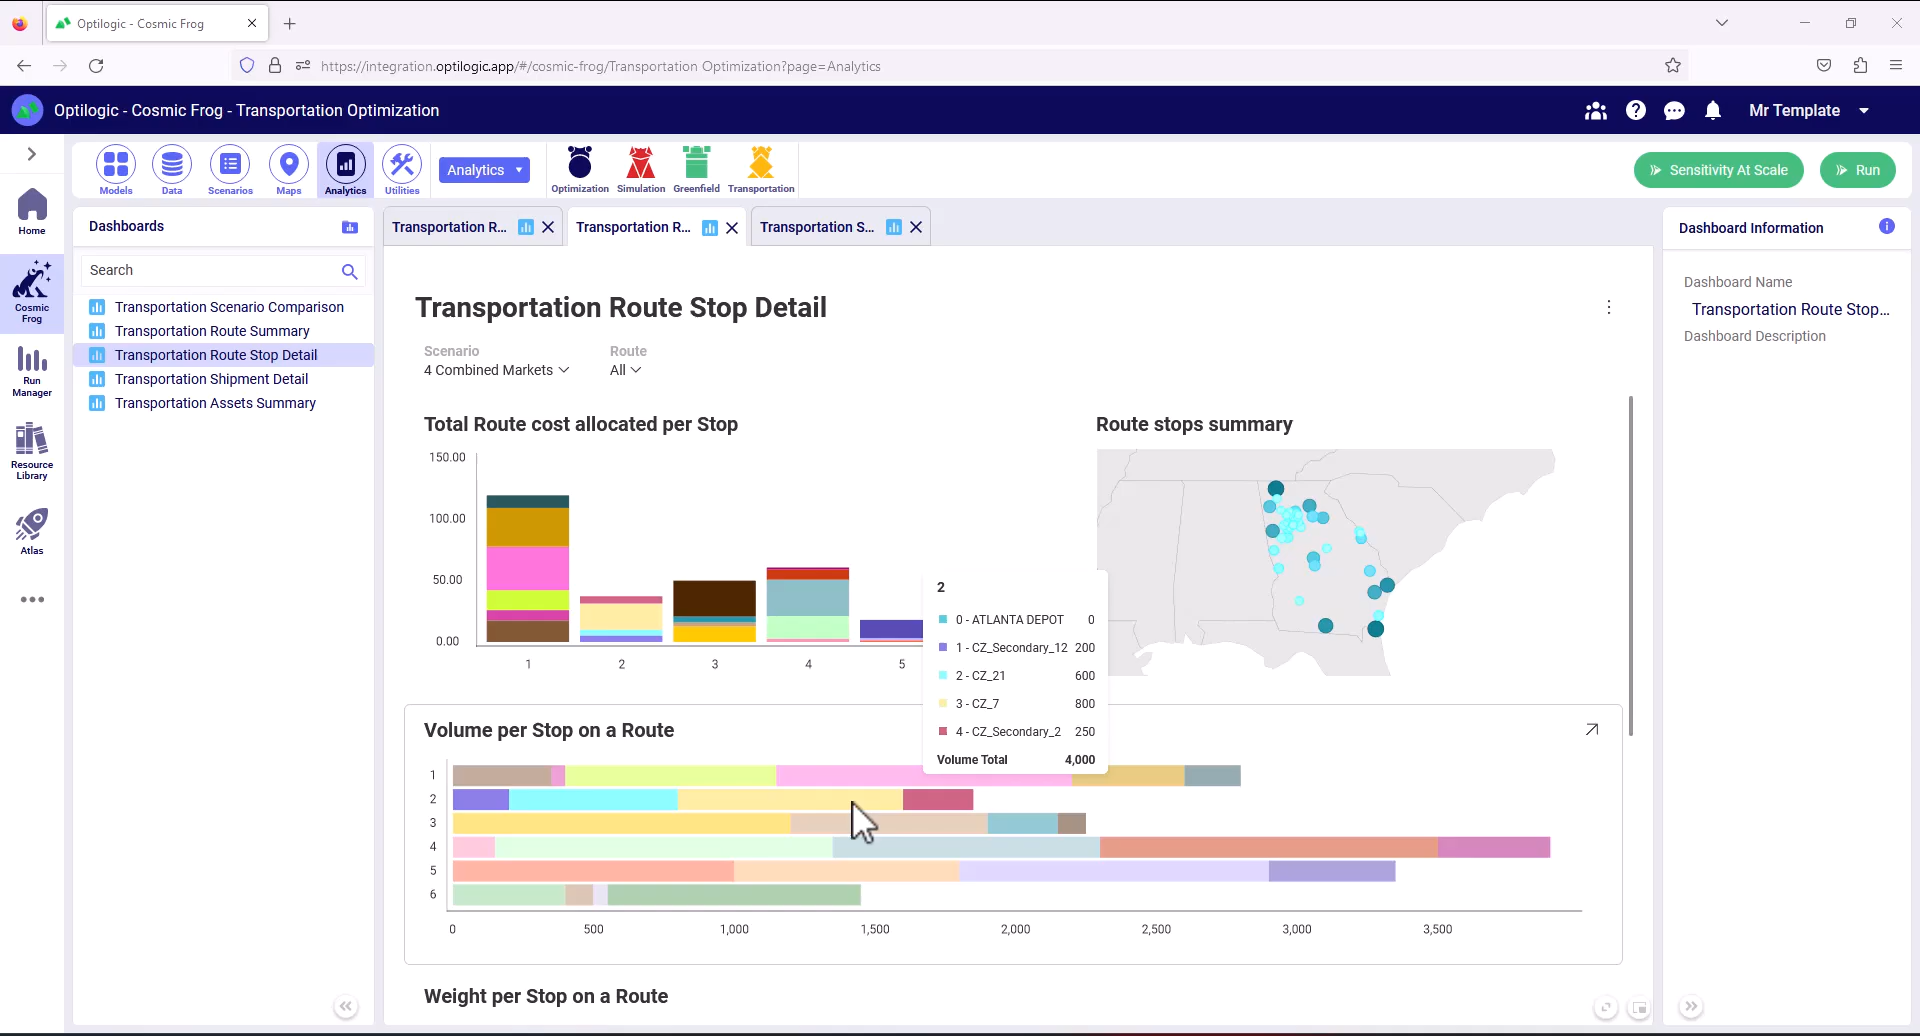 Optilogic - Cosmic Frog
https://integration.optilogic.app/#/cosmic-frog/Transportation Optimization?page=Analytics
Optilogic - Cosmic Frog - Transportation Optimization
Mr Template
Models
Data
Scenarios
Maps
Analytics
Utilities
Analytics
Optimization
Simulation
Greenfield
Transportation
Sensitivity At Scale
Run
Home
Cosmic
Frog
Run
Manager
Resource
Library
Atlas
Dashboards
Search
Transportation Scenario Comparison
Transportation Route Summary
Transportation Route Stop Detail
Transportation Shipment Detail
Transportation Assets Summary
Transportation R...
Transportation R...
Transportation S...
Transportation Route Stop Detail
Scenario
4 Combined Markets
Route
All
Total Route cost allocated per Stop
150.00
100.00
50.00
0.00
1 2 3 4 5
Route stops summary
2
0 - ATLANTA DEPOT 0
1 - CZ_Secondary_12 200
2 - CZ_21 600
3 - CZ_7 800
4 - CZ_Secondary_2 250
Volume Total 4,000
Volume per Stop on a Route
1
2
3
4
5
6
0 500 1,000 1,500 2,000 2,500 3,000 3,500
Weight per Stop on a Route
Dashboard Information
Dashboard Name
Transportation Route Stop...
Dashboard Description